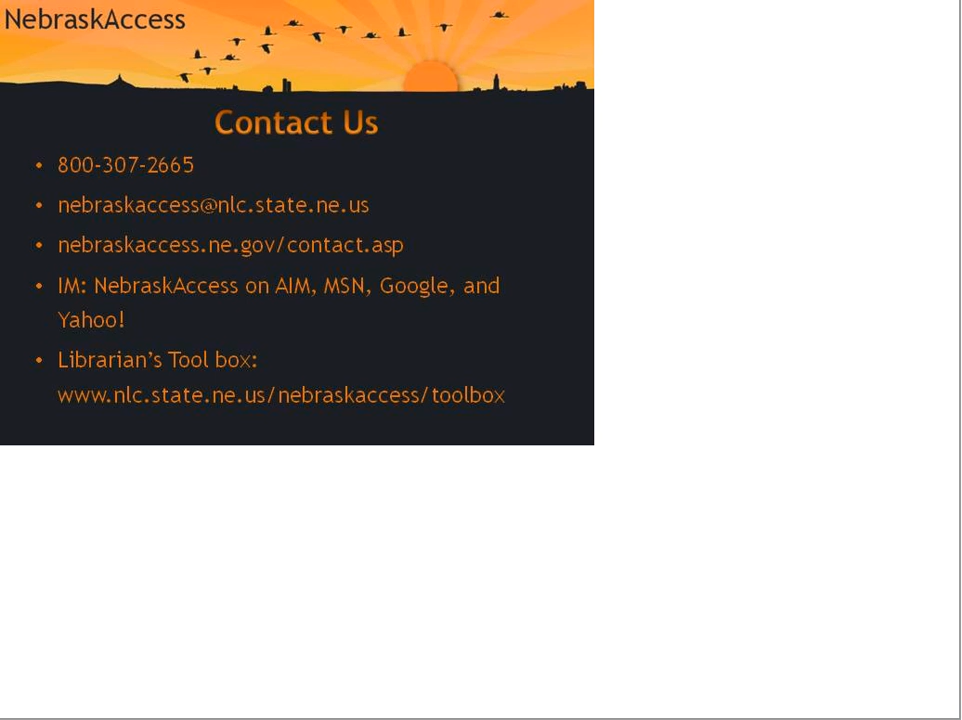 NebraskAccess
Contact Us
• 800-307-2665
• nebraskaccess@nlc.state.ne.us
• nebraskaccess.ne.gov/contact.asp
• IM: NebraskAccess on AIM, MSN, Google, and
Yahoo!
• Librarian’s Tool box:
www.nlc.state.ne.us/nebraskaccess/toolbox